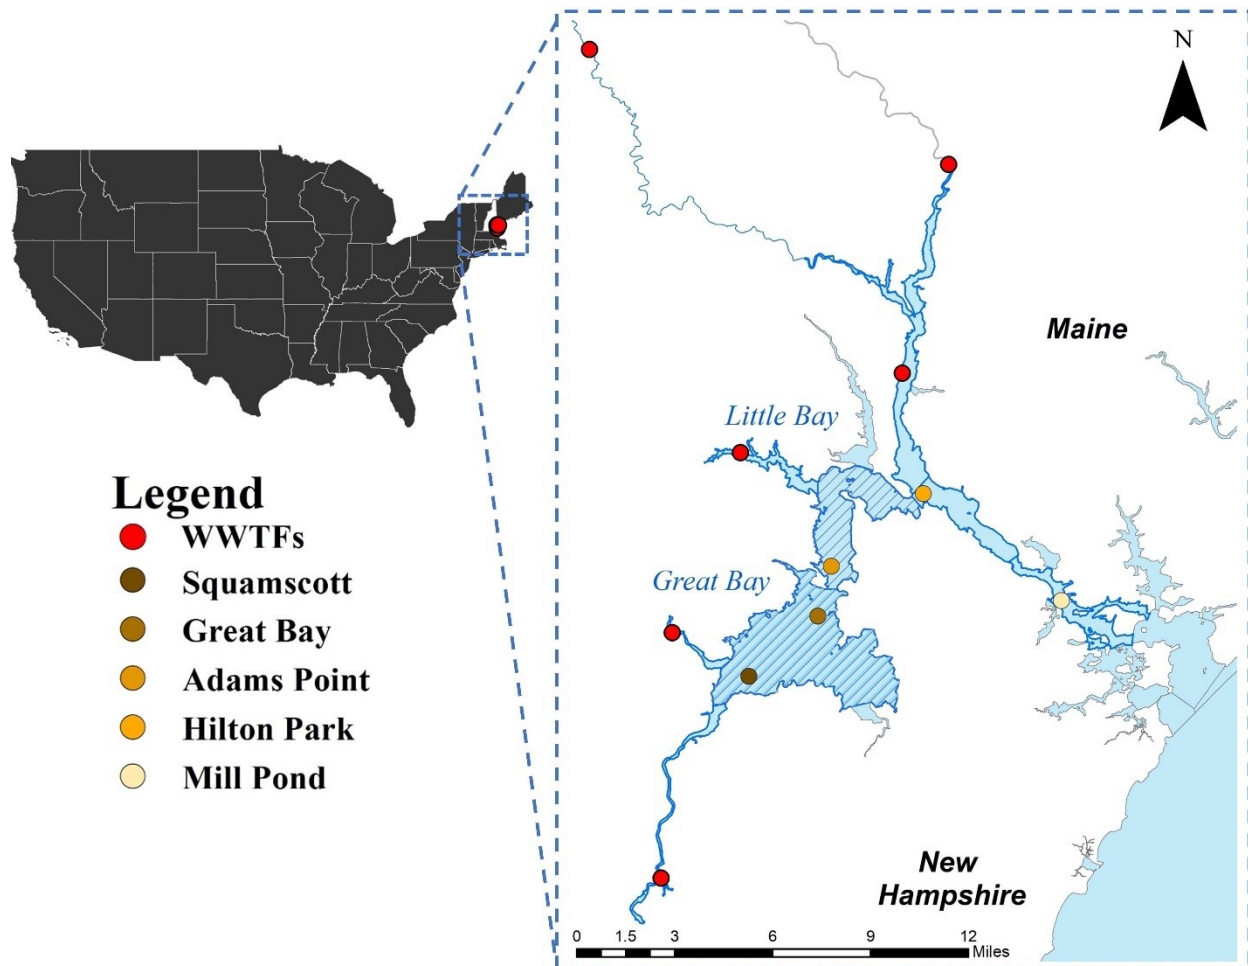 Legend
WWTFs
Squamscott
Great Bay
Adams Point
Hilton Park
Mill Pond
N
Maine
Little Bay
Great Bay
New
Hampshire
0 1.5 3 6 9 12
Miles